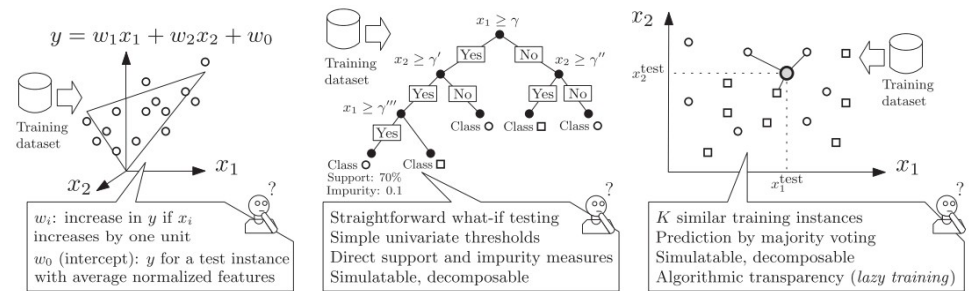 y = w₁x₁ + w₂x₂ + w₀
Training
dataset
x₁
x₂
?
wᵢ: increase in y if xᵢ
increases by one unit
w₀ (intercept): y for a test instance
with average normalized features
Training
dataset
x₁ ≥ γ
Yes
No
x₂ ≥ γ′
x₂ ≥ γ″
Yes
No
Yes
No
x₁ ≥ γ‴
Class
Class
Class
Yes
Class
Class
Support: 70%
Impurity: 0.1
?
Straightforward what-if testing
Simple univariate thresholds
Direct support and impurity measures
Simulatable, decomposable
x₂
x₂ᵗᵉˢᵗ
Training
dataset
x₁ᵗᵉˢᵗ
x₁
?
K similar training instances
Prediction by majority voting
Simulatable, decomposable
Algorithmic transparency (lazy training)